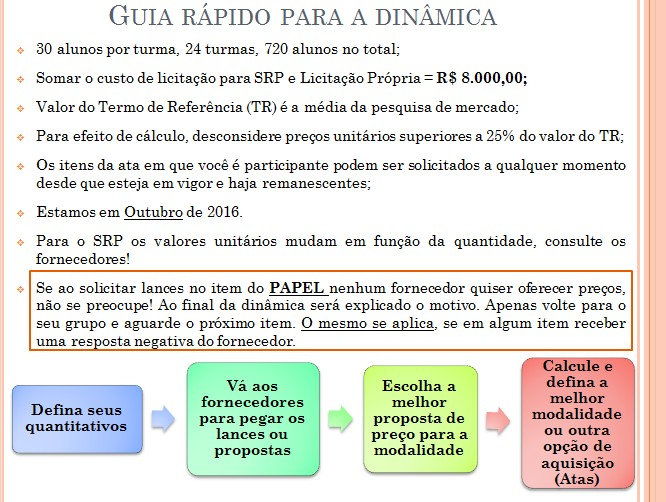 GUIA RÁPIDO PARA A DINÂMICA
30 alunos por turma, 24 turmas, 720 alunos no total;
Somar o custo de licitação para SRP e Licitação Própria = R$ 8.000,00;
Valor do Termo de Referência (TR) é a média da pesquisa de mercado;
Para efeito de cálculo, desconsidere preços unitários superiores a 25% do valor do TR;
Os itens da ata em que você é participante podem ser solicitados a qualquer momento
desde que esteja em vigor e haja remanescentes;
Estamos em Outubro de 2016.
Para o SRP os valores unitários mudam em função da quantidade, consulte os
fornecedores!
Se ao solicitar lances no item do PAPEL nenhum fornecedor quiser oferecer preços,
não se preocupe! Ao final da dinâmica será explicado o motivo. Apenas volte para o
seu grupo e aguarde o próximo item. O mesmo se aplica, se em algum item receber
uma resposta negativa do fornecedor.
Defina seus
quantitativos
Vá aos
fornecedores
para pegar os
lances ou
propostas
Escolha a
melhor
proposta de
preço para a
modalidade
Calcule e
defina a
melhor
modalidade
ou outra
opção de
aquisição
(Atas)